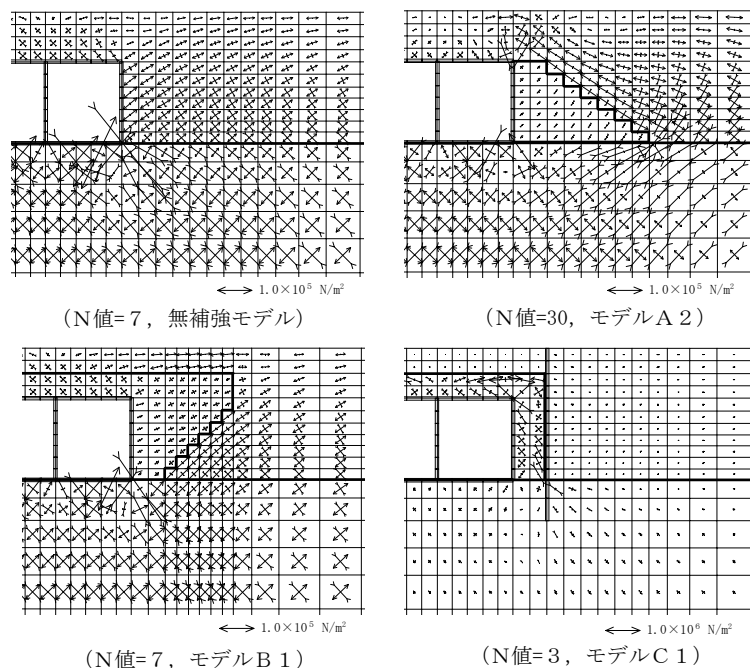 1.0×10⁵ N/m²
1.0×10⁵ N/m²
(N値=7, 無補強モデル)
(N値=30, モデルA2)
1.0×10⁵ N/m²
1.0×10⁶ N/m²
(N値=7, モデルB1)
(N値=3, モデルC1)